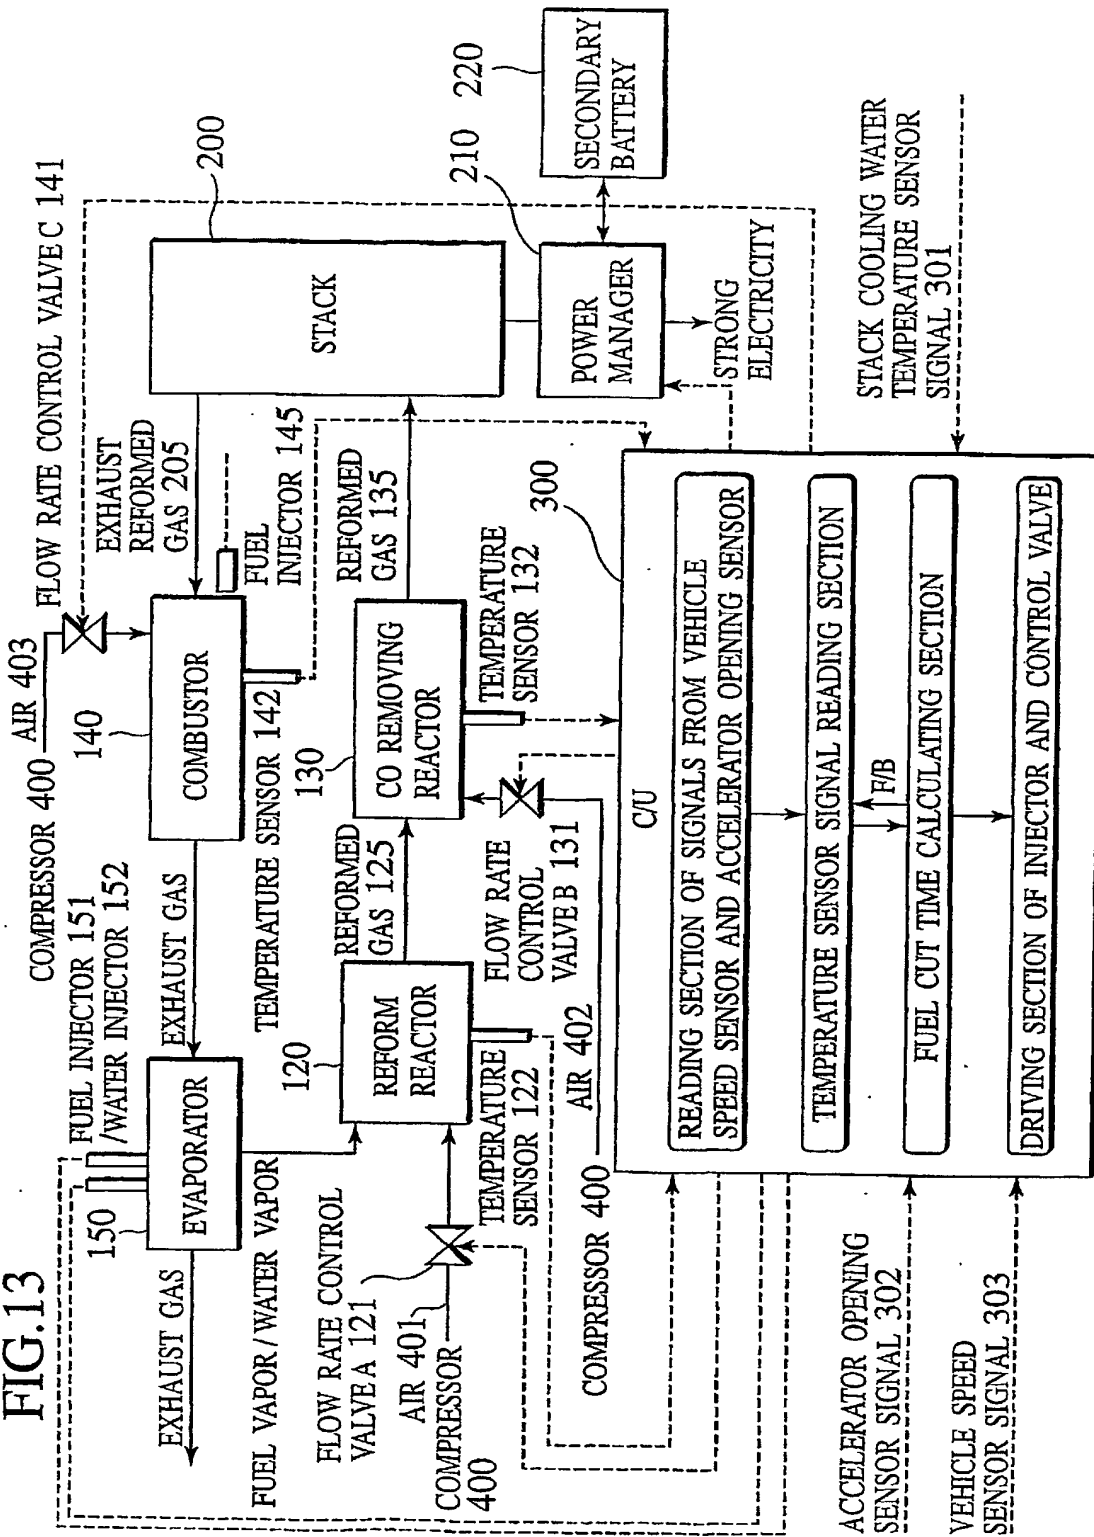 FIG.13
COMPRESSOR 400
AIR 403
FLOW RATE CONTROL VALVE C 141
FUEL INJECTOR 151
/WATER INJECTOR 152
140
EXHAUST
REFORMED
GAS 205
200
150
EVAPORATOR
EXHAUST GAS
EXHAUST GAS
COMBUSTOR
FUEL
INJECTOR 145
STACK
220
SECONDARY
BATTERY
FUEL VAPOR/WATER VAPOR
TEMPERATURE SENSOR 142
120
130
REFORMED
GAS 125
REFORMED
GAS 135
210
FLOW RATE CONTROL
VALVE A 121
REFORM
REACTOR
CO REMOVING
REACTOR
POWER
MANAGER
AIR 401
COMPRESSOR
400
TEMPERATURE
SENSOR 122
FLOW RATE
CONTROL
VALVE B 131
TEMPERATURE
SENSOR 132
STRONG
ELECTRICITY
COMPRESSOR 400
AIR 402
300
C/U
READING SECTION OF SIGNALS FROM VEHICLE
SPEED SENSOR AND ACCELERATOR OPENING SENSOR
TEMPERATURE SENSOR SIGNAL READING SECTION
F/B
FUEL CUT TIME CALCULATING SECTION
DRIVING SECTION OF INJECTOR AND CONTROL VALVE
STACK COOLING WATER
TEMPERATURE SENSOR
SIGNAL 301
ACCELERATOR OPENING
SENSOR SIGNAL 302
VEHICLE SPEED
SENSOR SIGNAL 303